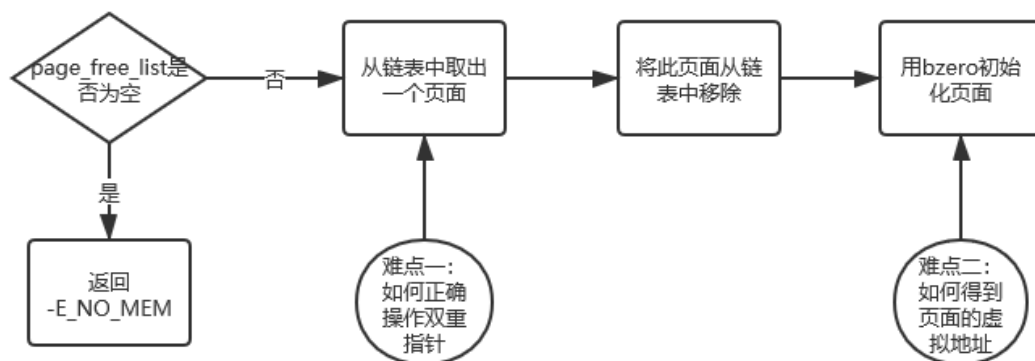 page_free_list是
否为空
否
从链表中取出
一个页面
将此页面从链
表中移除
用bzero初始
化页面
是
返回
-E_NO_MEM
难点一：
如何正确
操作双重
指针
难点二：
如何得到
页面的虚
拟地址